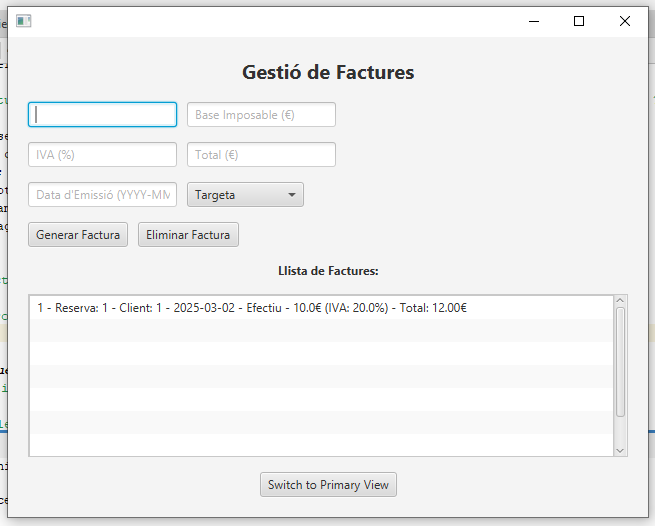 Gestió de Factures
Base Imposable (€)
IVA (%)
Total (€)
Data d'Emissió (YYYY-MM
Targeta
Generar Factura
Eliminar Factura
Llista de Factures:
1 - Reserva: 1 - Client: 1 - 2025-03-02 - Efectiu - 10.0€ (IVA: 20.0%) - Total: 12.00€
Switch to Primary View